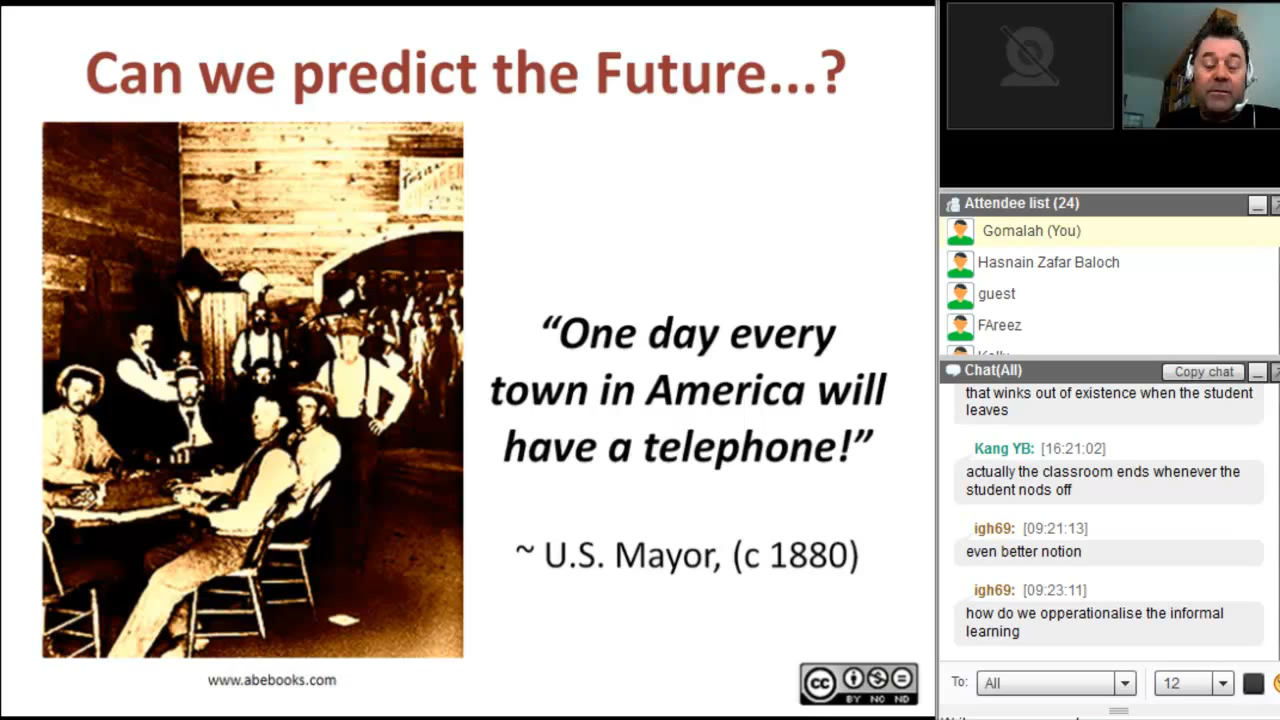 Can we predict the Future...?
“One day every
town in America will
have a telephone!”
~ U.S. Mayor, (c 1880)
www.abebooks.com
cc
BY NC ND
Attendee list (24)
Gomalah (You)
Hasnain Zafar Baloch
guest
FAreez
Chat(All)
Copy chat
that winks out of existence when the student
leaves
Kang YB: [16:21:02]
actually the classroom ends whenever the
student nods off
igh69: [09:21:13]
even better notion
igh69: [09:23:11]
how do we opperationalise the informal
learning
To: All 12